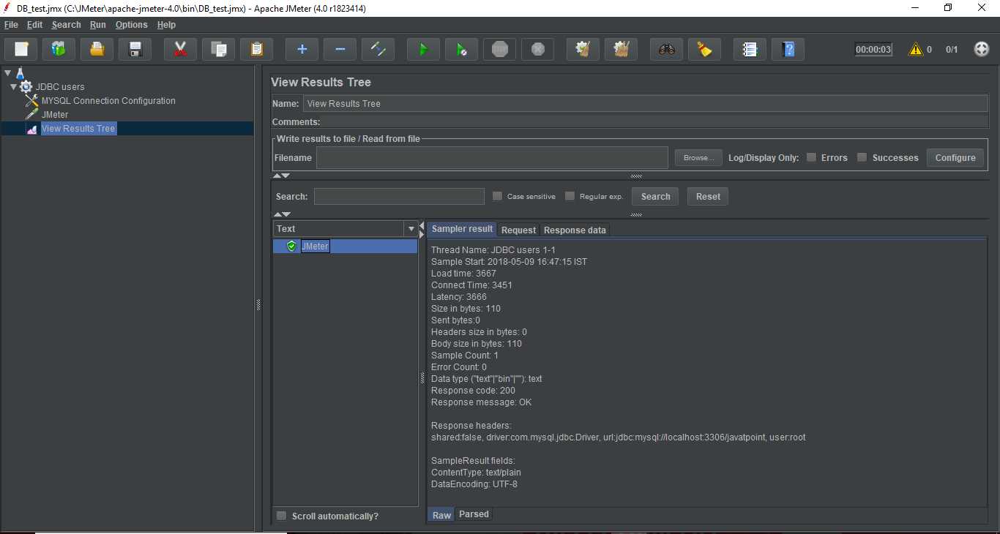 DB_test.jmx (C:\JMeter\apache-jmeter-4.0\bin\DB_test.jmx) - Apache JMeter (4.0 r1823414)
File Edit Search Run Options Help
STOP 00:00:03 0 0/1
JDBC users
MYSQL Connection Configuration
JMeter
View Results Tree
View Results Tree
Name: View Results Tree
Comments:
Write results to file / Read from file
Filename Browse... Log/Display Only: Errors Successes Configure
Search: Case sensitive Regular exp. Search Reset
Text
JMeter
Scroll automatically?
Sampler result Request Response data
Thread Name: JDBC users 1-1
Sample Start: 2018-05-09 16:47:15 IST
Load time: 3667
Connect Time: 3451
Latency: 3666
Size in bytes: 110
Sent bytes:0
Headers size in bytes: 0
Body size in bytes: 110
Sample Count: 1
Error Count: 0
Data type ("text"|"bin"|""): text
Response code: 200
Response message: OK
Response headers:
shared:false, driver:com.mysql.jdbc.Driver, url:jdbc:mysql://localhost:3306/javatpoint, user:root
SampleResult fields:
ContentType: text/plain
DataEncoding: UTF-8
Raw Parsed